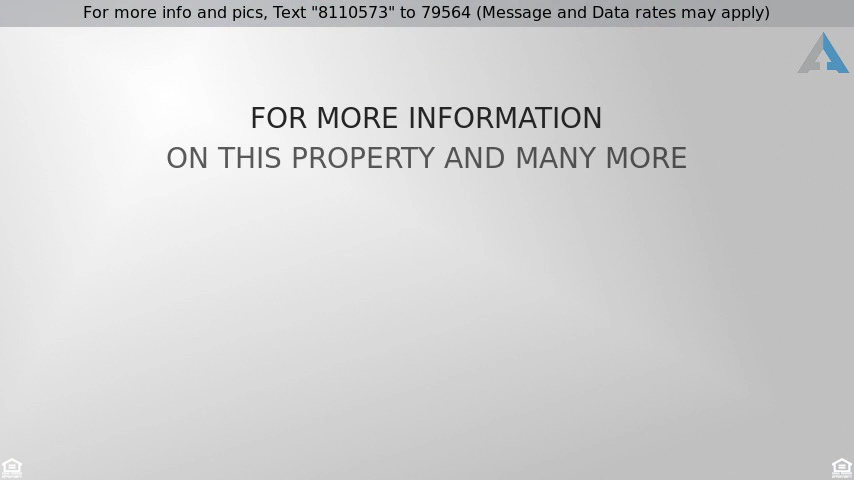 For more info and pics, Text "8110573" to 79564 (Message and Data rates may apply)
FOR MORE INFORMATION
ON THIS PROPERTY AND MANY MORE